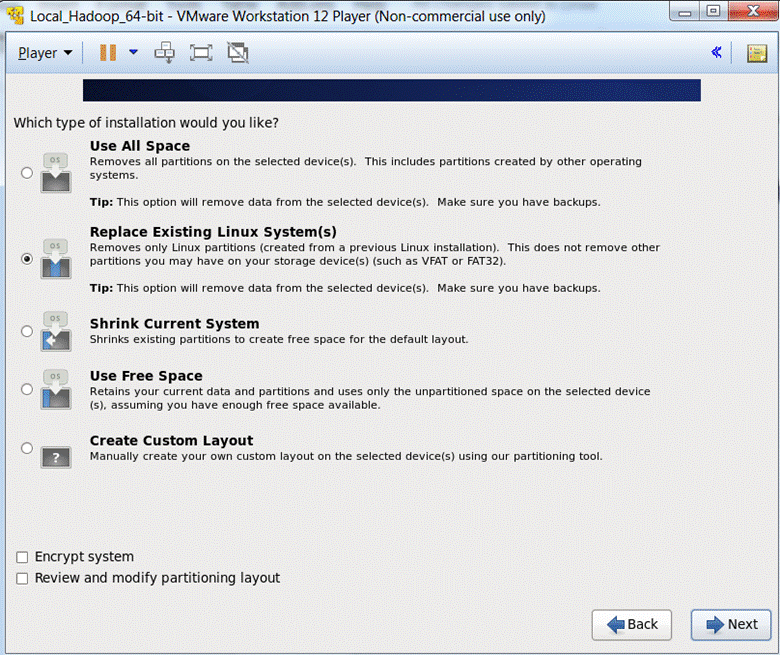 Local_Hadoop_64-bit - VMware Workstation 12 Player (Non-commercial use only)
Player
Which type of installation would you like?
Use All Space
OS
Removes all partitions on the selected device(s).  This includes partitions created by other operating
systems.
Tip: This option will remove data from the selected device(s).  Make sure you have backups.
Replace Existing Linux System(s)
OS
Removes only Linux partitions (created from a previous Linux installation).  This does not remove other
partitions you may have on your storage device(s) (such as VFAT or FAT32).
Tip: This option will remove data from the selected device(s).  Make sure you have backups.
OS
Shrink Current System
Shrinks existing partitions to create free space for the default layout.
OS
Use Free Space
Retains your current data and partitions and uses only the unpartitioned space on the selected device
(s), assuming you have enough free space available.
Create Custom Layout
?
Manually create your own custom layout on the selected device(s) using our partitioning tool.
Encrypt system
Review and modify partitioning layout
Back
Next